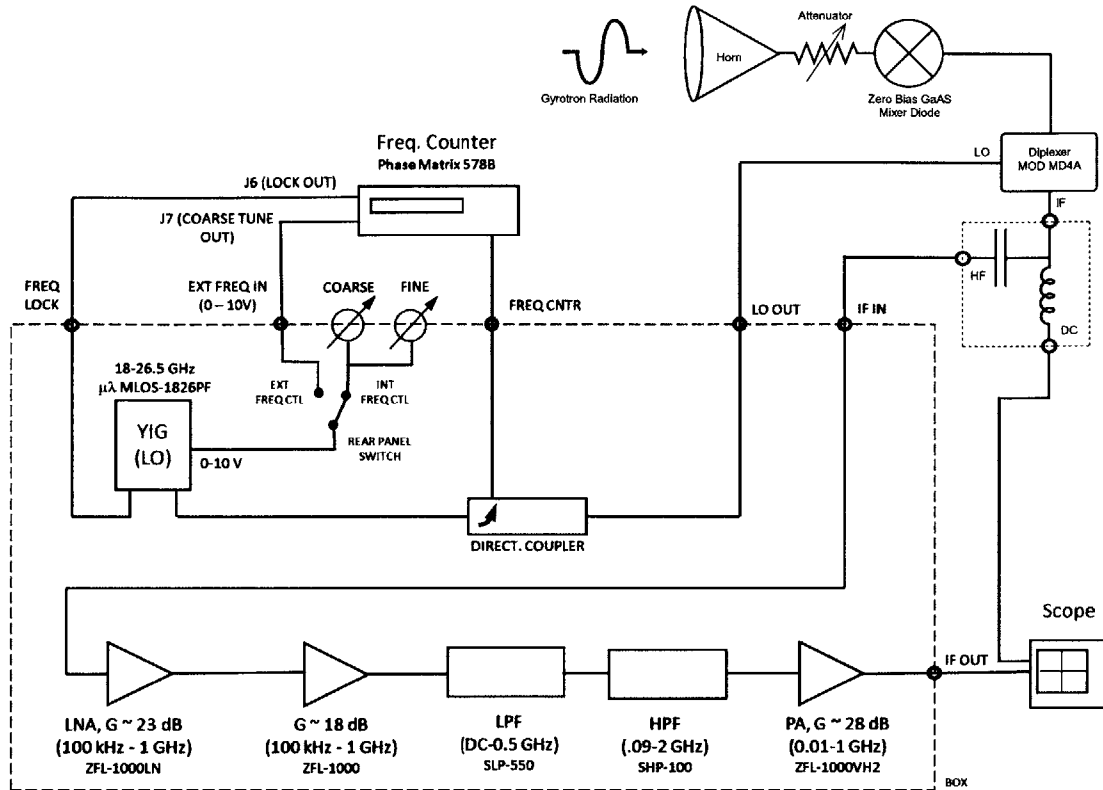 Attenuator
Horn
Gyrotron Radiation
Zero Bias GaAS
Mixer Diode
Freq. Counter
Phase Matrix 578B
LO
Diplexer
MOD MD4A
J6 (LOCK OUT)
J7 (COARSE TUNE
OUT)
IF
HF
DC
FREQ
LOCK
EXT FREQ IN
(0 – 10V)
COARSE
FINE
FREQ CNTR
LO OUT
IF IN
18-26.5 GHz
μλ MLOS-1826PF
EXT
FREQ CTL
INT
FREQ CTL
YIG
(LO)
0-10 V
REAR PANEL
SWITCH
DIRECT. COUPLER
Scope
IF OUT
LNA, G ~ 23 dB
(100 kHz - 1 GHz)
ZFL-1000LN
G ~ 18 dB
(100 kHz - 1 GHz)
ZFL-1000
LPF
(DC-0.5 GHz)
SLP-550
HPF
(.09-2 GHz)
SHP-100
PA, G ~ 28 dB
(0.01-1 GHz)
ZFL-1000VH2
BOX